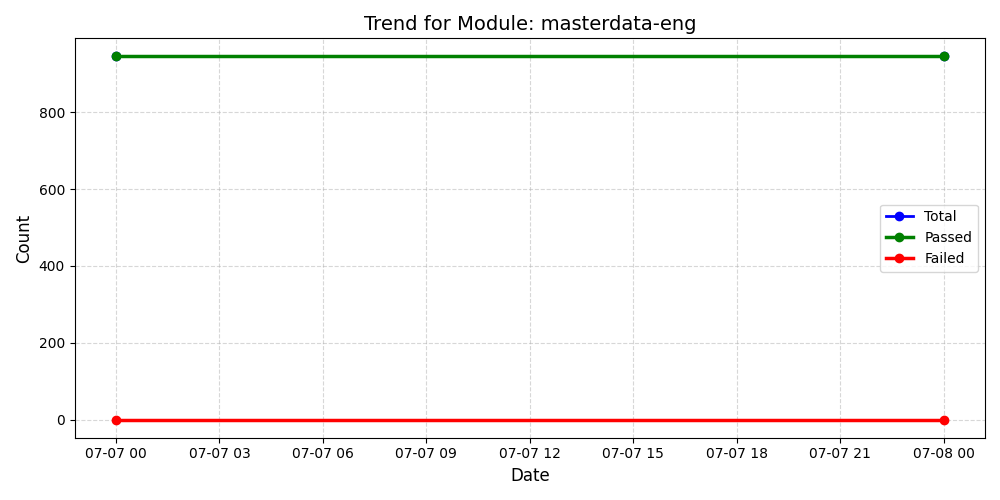 Trend for Module: masterdata-eng
Count
800
600
400
200
0
Total
Passed
Failed
07-07 00 07-07 03 07-07 06 07-07 09 07-07 12 07-07 15 07-07 18 07-07 21 07-08 00
Date